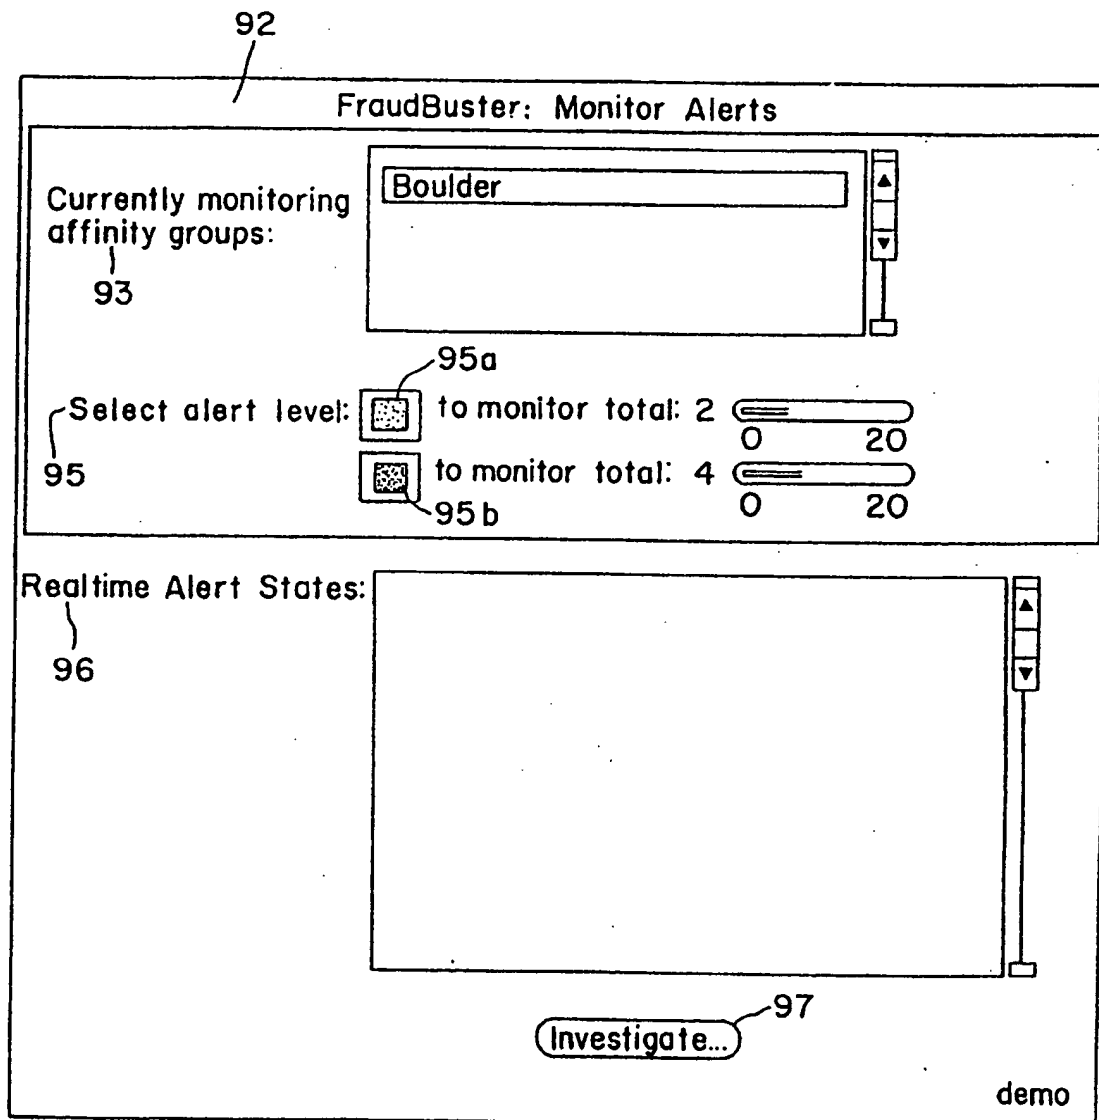 92
FraudBuster: Monitor Alerts
Boulder
Currently monitoring
affinity groups:
93
95a
Select alert level: to monitor total: 2
0 20
95
to monitor total: 4
0 20
95b
Realtime Alert States:
96
97
Investigate...
demo